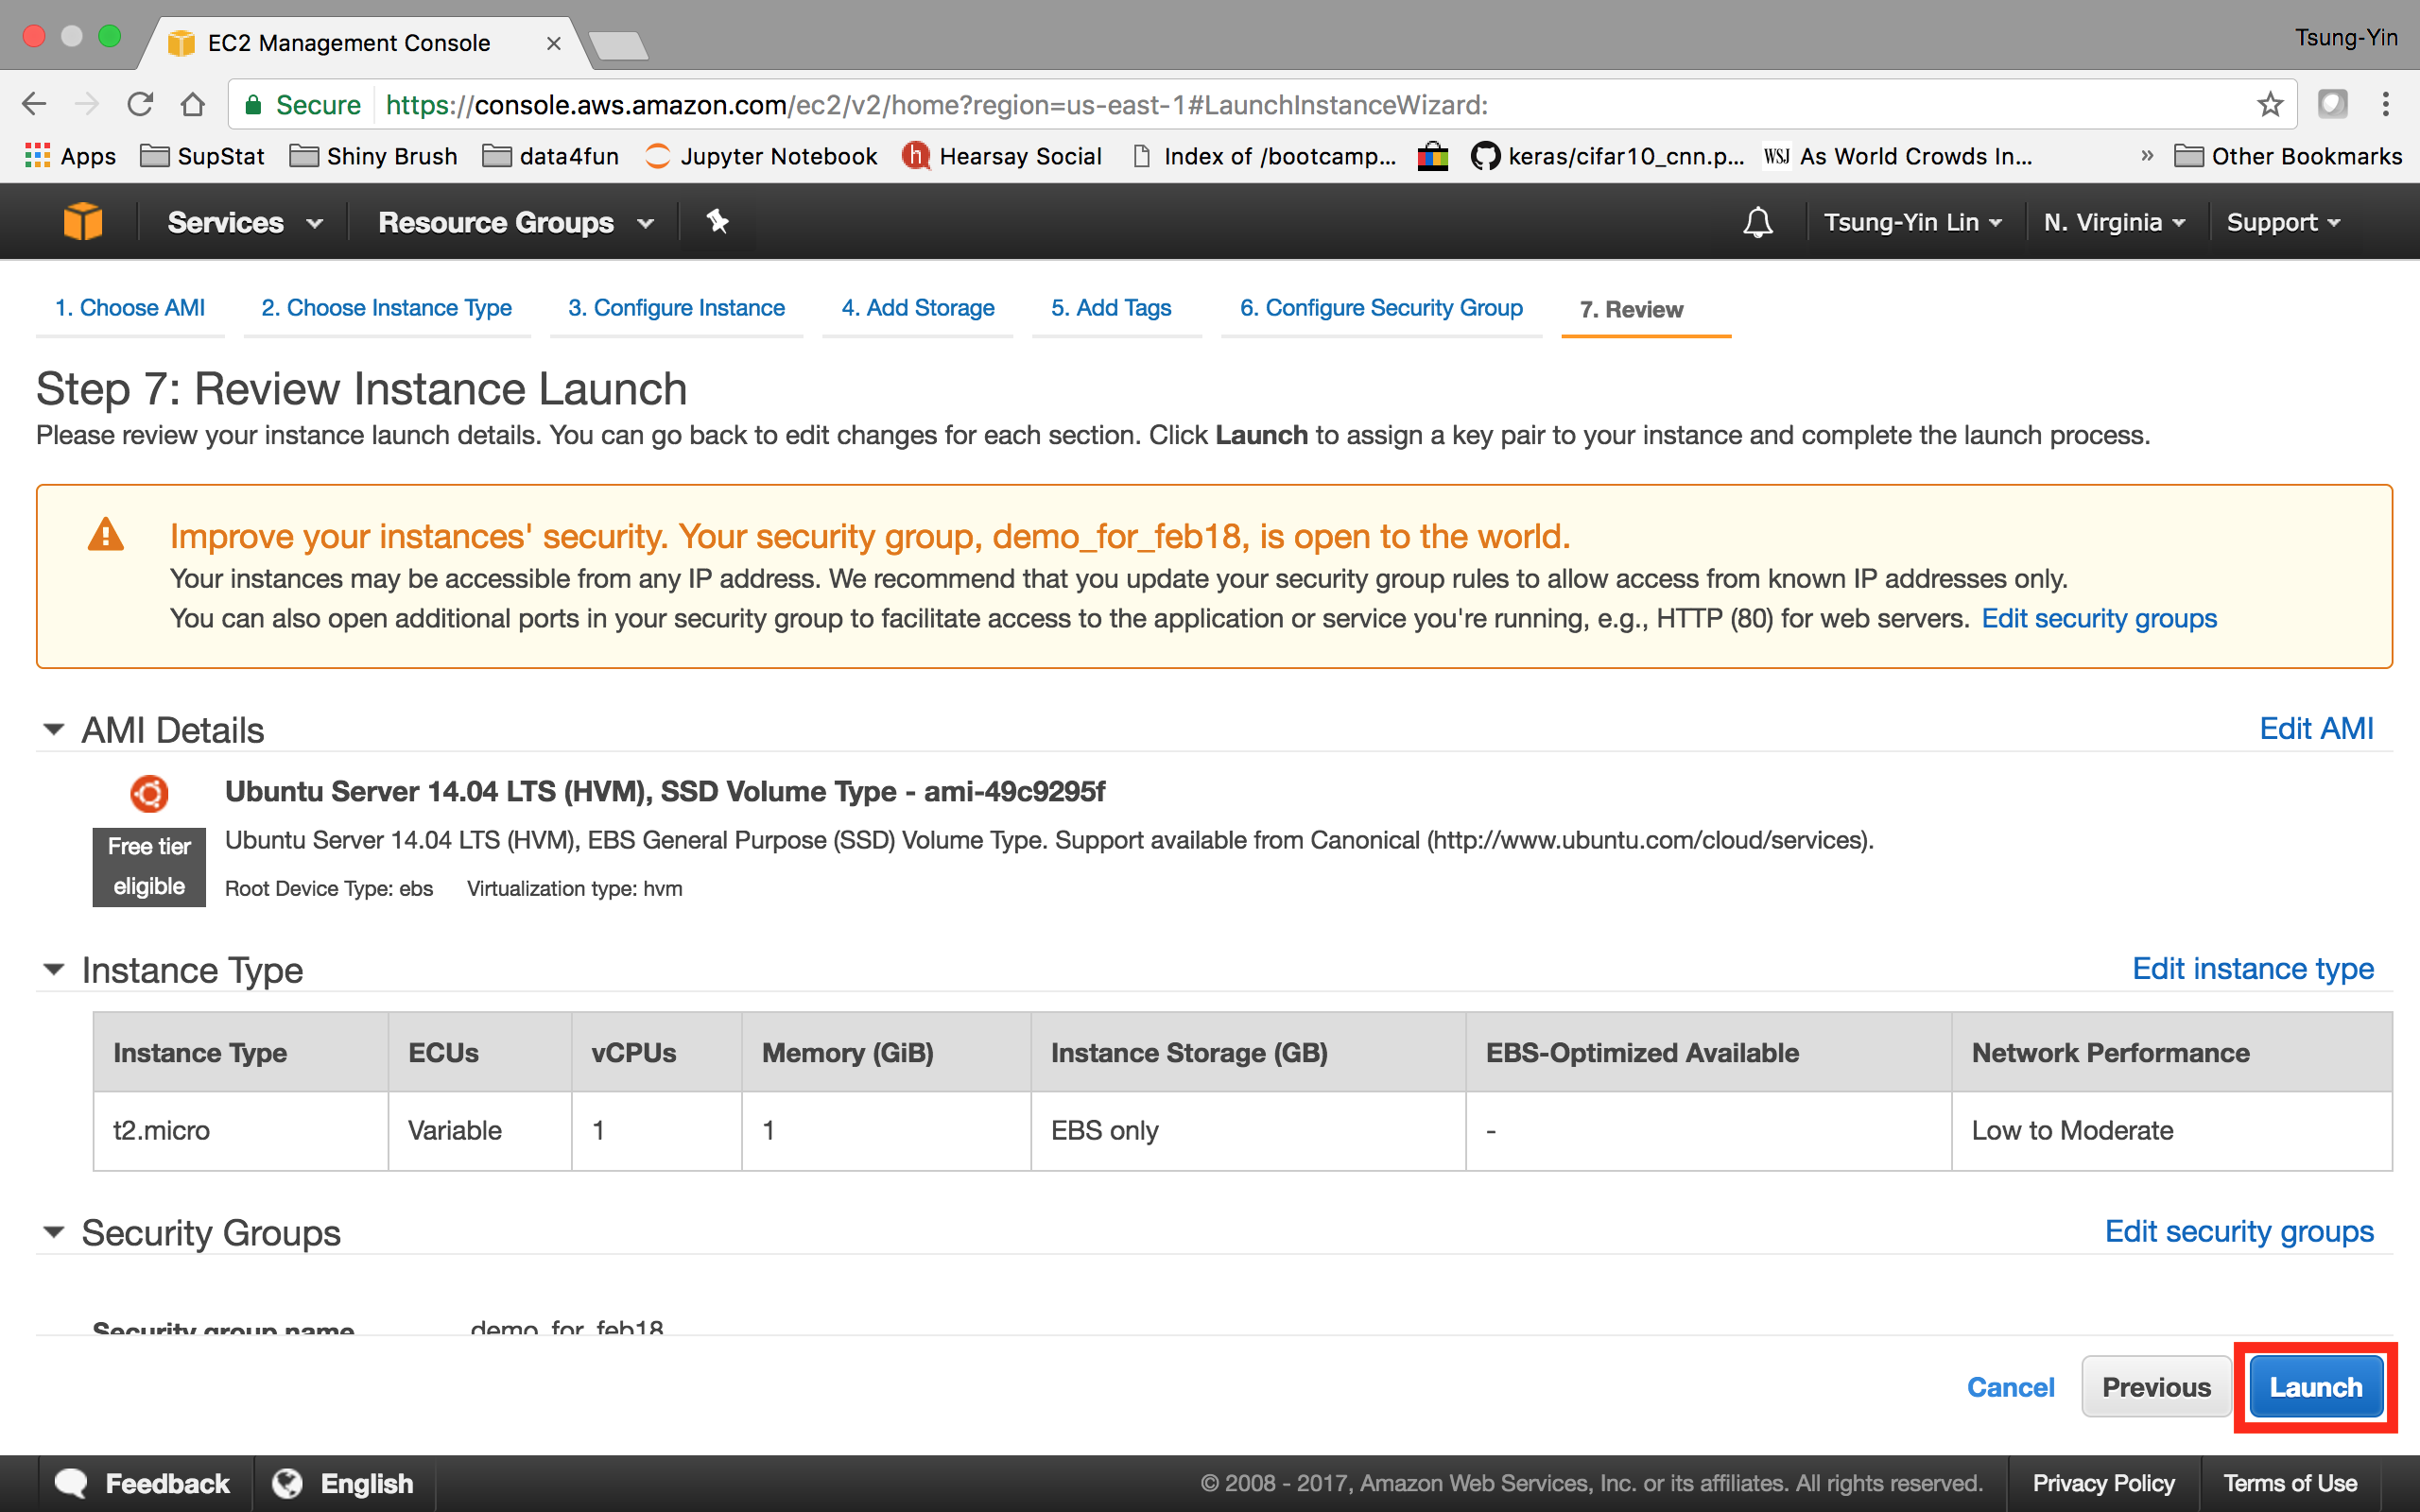 EC2 Management Console
Tsung-Yin
Secure https://console.aws.amazon.com/ec2/v2/home?region=us-east-1#LaunchInstanceWizard:
Apps SupStat Shiny Brush data4fun Jupyter Notebook h Hearsay Social Index of /bootcamp... keras/cifar10_cnn.p... WSJ As World Crowds In... » Other Bookmarks
Services Resource Groups Tsung-Yin Lin N. Virginia Support
1. Choose AMI 2. Choose Instance Type 3. Configure Instance 4. Add Storage 5. Add Tags 6. Configure Security Group 7. Review
Step 7: Review Instance Launch
Please review your instance launch details. You can go back to edit changes for each section. Click Launch to assign a key pair to your instance and complete the launch process.
Improve your instances' security. Your security group, demo_for_feb18, is open to the world.
Your instances may be accessible from any IP address. We recommend that you update your security group rules to allow access from known IP addresses only.
You can also open additional ports in your security group to facilitate access to the application or service you're running, e.g., HTTP (80) for web servers. Edit security groups
AMI Details Edit AMI
Ubuntu Server 14.04 LTS (HVM), SSD Volume Type - ami-49c9295f
Free tier eligible
Ubuntu Server 14.04 LTS (HVM), EBS General Purpose (SSD) Volume Type. Support available from Canonical (http://www.ubuntu.com/cloud/services).
Root Device Type: ebs Virtualization type: hvm
Instance Type Edit instance type
Instance Type ECUs vCPUs Memory (GiB) Instance Storage (GB) EBS-Optimized Available Network Performance
t2.micro Variable 1 1 EBS only - Low to Moderate
Security Groups Edit security groups
Security group name demo_for_feb18
Cancel Previous Launch
Feedback English © 2008 - 2017, Amazon Web Services, Inc. or its affiliates. All rights reserved. Privacy Policy Terms of Use